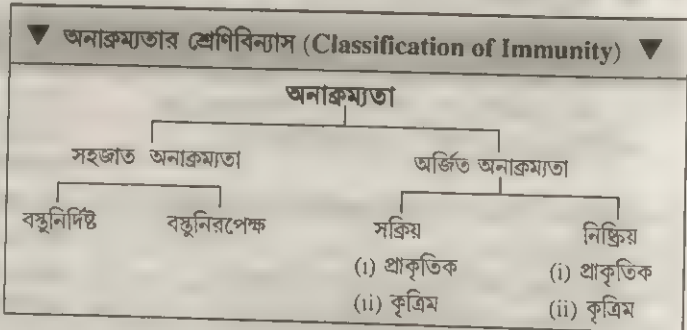 ▼ অনাক্রম্যতার শ্রেণিবিন্যাস (Classification of Immunity) ▼
অনাক্রম্যতা
সহজাত অনাক্রম্যতা অর্জিত অনাক্রম্যতা
বস্তুনির্দিষ্ট বস্তুনিরপেক্ষ সক্রিয় নিষ্ক্রিয়
(i) প্রাকৃতিক (i) প্রাকৃতিক
(ii) কৃত্রিম (ii) কৃত্রিম